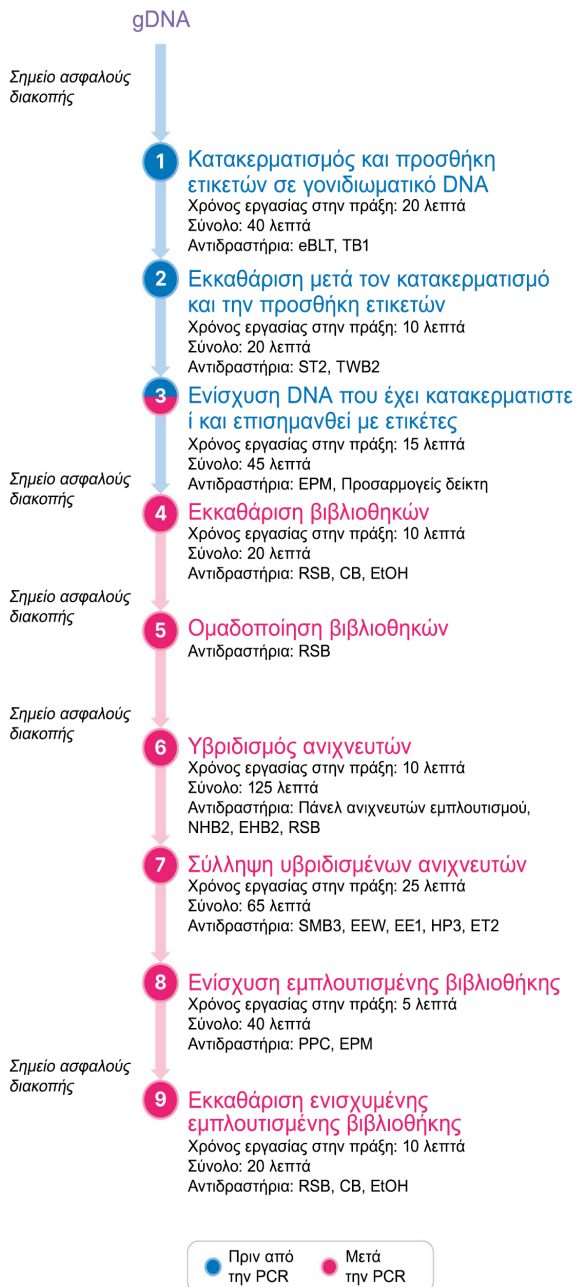 gDNA
Σημείο ασφαλούς
διακοπής
1
Κατακερματισμός και προσθήκη
ετικετών σε γονιδιωματικό DNA
Χρόνος εργασίας στην πράξη: 20 λεπτά
Σύνολο: 40 λεπτά
Αντιδραστήρια: eBLT, TB1
2
Εκκαθάριση μετά τον κατακερματισμό
και την προσθήκη ετικετών
Χρόνος εργασίας στην πράξη: 10 λεπτά
Σύνολο: 20 λεπτά
Αντιδραστήρια: ST2, TWB2
3
Ενίσχυση DNA που έχει κατακερματιστε
ί και επισημανθεί με ετικέτες
Χρόνος εργασίας στην πράξη: 15 λεπτά
Σύνολο: 45 λεπτά
Αντιδραστήρια: EPM, Προσαρμογείς δείκτη
Σημείο ασφαλούς
διακοπής
4
Εκκαθάριση βιβλιοθηκών
Χρόνος εργασίας στην πράξη: 10 λεπτά
Σύνολο: 20 λεπτά
Αντιδραστήρια: RSB, CB, EtOH
Σημείο ασφαλούς
διακοπής
5
Ομαδοποίηση βιβλιοθηκών
Αντιδραστήρια: RSB
Σημείο ασφαλούς
διακοπής
6
Υβριδισμός ανιχνευτών
Χρόνος εργασίας στην πράξη: 10 λεπτά
Σύνολο: 125 λεπτά
Αντιδραστήρια: Πάνελ ανιχνευτών εμπλουτισμού,
NHB2, EHB2, RSB
7
Σύλληψη υβριδισμένων ανιχνευτών
Χρόνος εργασίας στην πράξη: 25 λεπτά
Σύνολο: 65 λεπτά
Αντιδραστήρια: SMB3, EEW, EE1, HP3, ET2
8
Ενίσχυση εμπλουτισμένης βιβλιοθήκης
Χρόνος εργασίας στην πράξη: 5 λεπτά
Σύνολο: 40 λεπτά
Αντιδραστήρια: PPC, EPM
Σημείο ασφαλούς
διακοπής
9
Εκκαθάριση ενισχυμένης
εμπλουτισμένης βιβλιοθήκης
Χρόνος εργασίας στην πράξη: 10 λεπτά
Σύνολο: 20 λεπτά
Αντιδραστήρια: RSB, CB, EtOH
Πριν από
την PCR
Μετά
την PCR